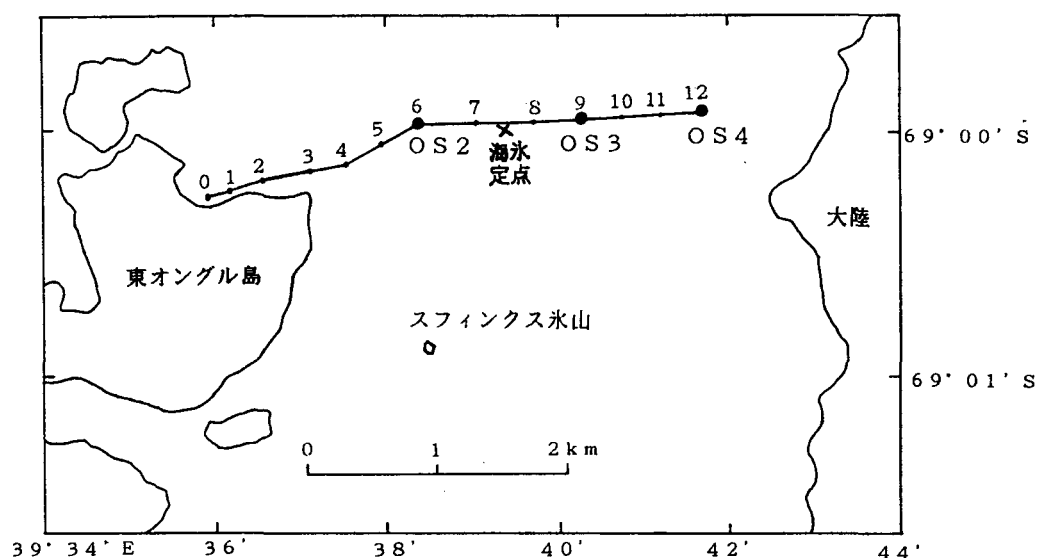 6 7 8 9 10 11 12
OS2 OS3 OS4
69° 00' S
海氷
定点
5
0 1 2 3 4
大陸
東オングル島
スフィンクス氷山
69° 01' S
0 1 2 km
39° 34' E 36' 38' 40' 42' 44'